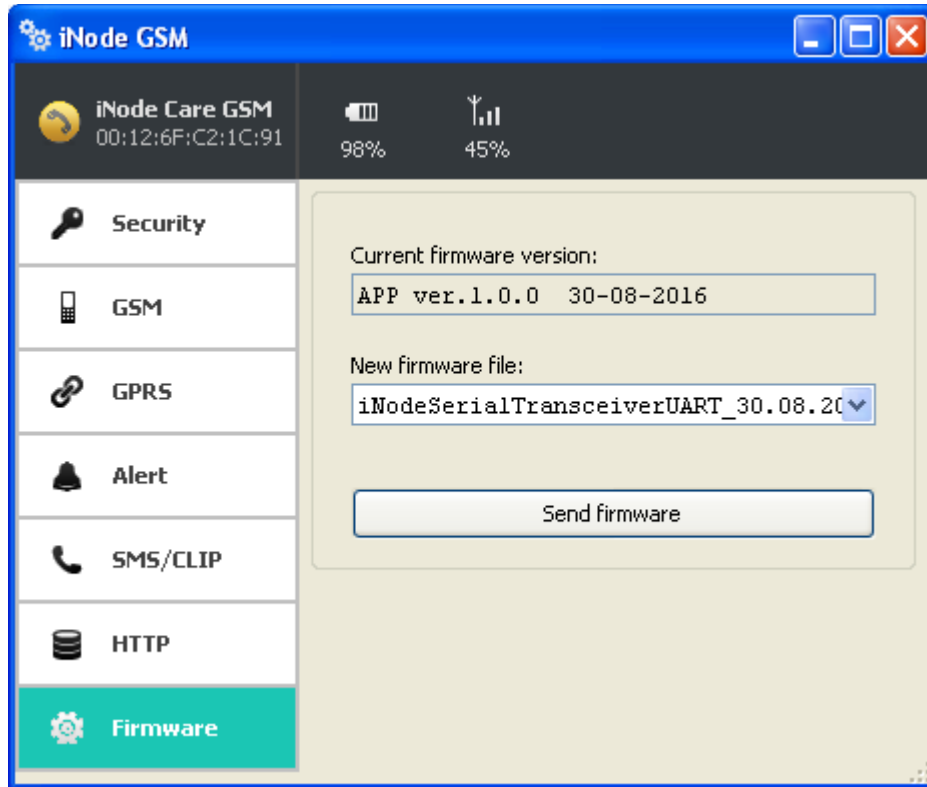 iNode GSM
iNode Care GSM
00:12:6F:C2:1C:91
98%
45%
Security
GSM
GPRS
Alert
SMS/CLIP
HTTP
Firmware
Current firmware version:
APP ver.1.0.0  30-08-2016
New firmware file:
iNodeSerialTransceiverUART_30.08.20
Send firmware